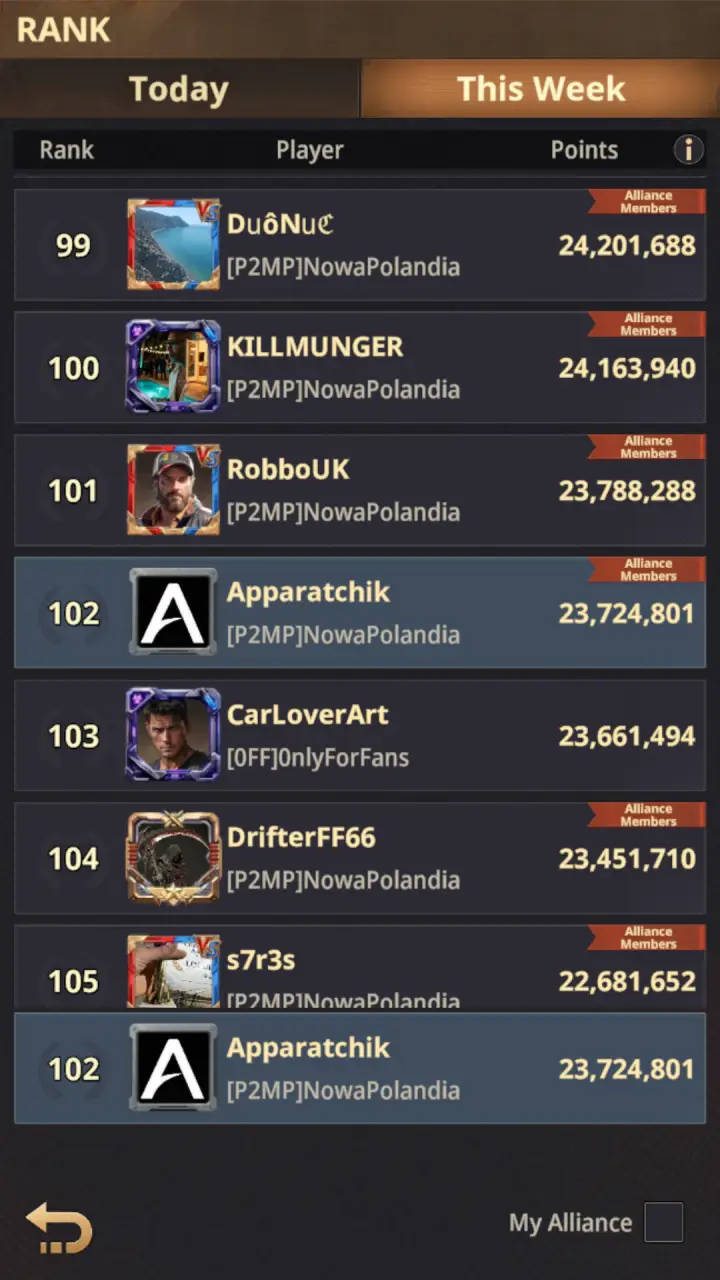 RANK
Today
This Week
Rank
Player
Points
99
DuôNuℭ
[P2MP]NowaPolandia
Alliance
Members
24,201,688
100
KILLMUNGER
[P2MP]NowaPolandia
Alliance
Members
24,163,940
101
RobboUK
[P2MP]NowaPolandia
Alliance
Members
23,788,288
102
Apparatchik
[P2MP]NowaPolandia
Alliance
Members
23,724,801
103
CarLoverArt
[0FF]0nlyForFans
23,661,494
104
DrifterFF66
[P2MP]NowaPolandia
Alliance
Members
23,451,710
105
s7r3s
[P2MP]NowaPolandia
Alliance
Members
22,681,652
102
Apparatchik
[P2MP]NowaPolandia
23,724,801
My Alliance